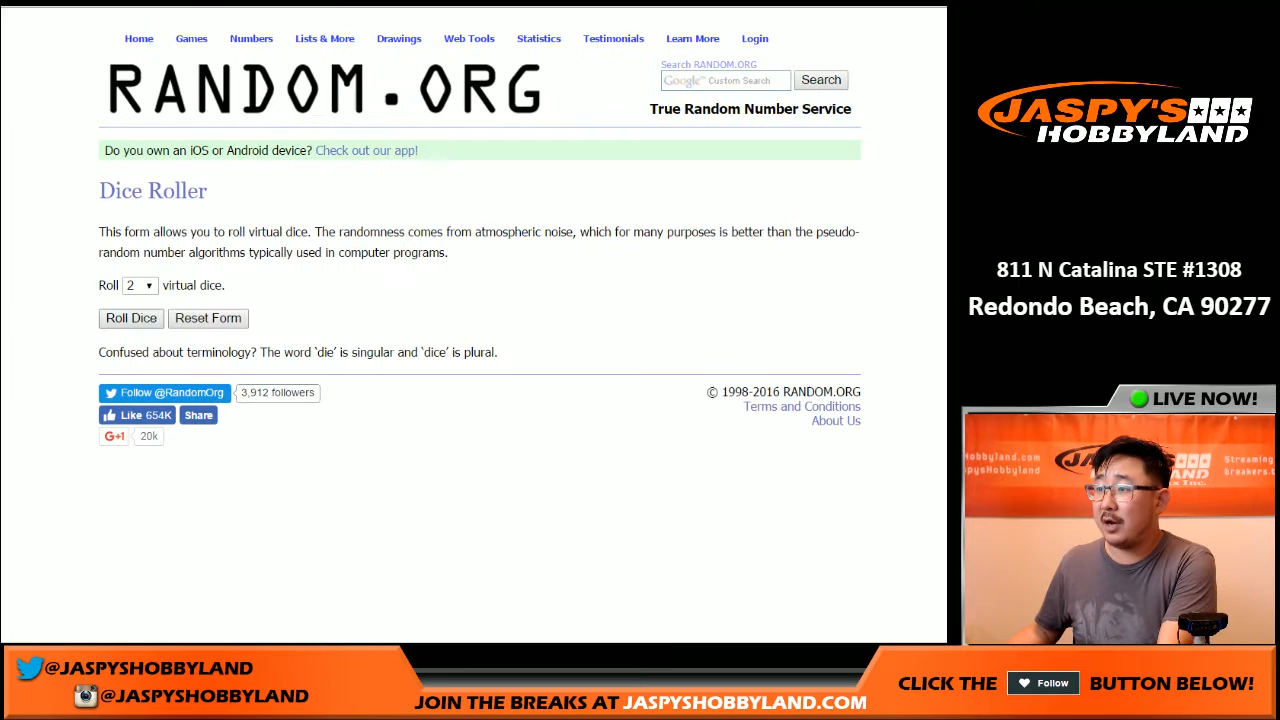 Home Games Numbers Lists & More Drawings Web Tools Statistics Testimonials Learn More Login
RANDOM.ORG
Search RANDOM.ORG
Google™ Custom Search Search
True Random Number Service
Do you own an iOS or Android device? Check out our app!
Dice Roller
This form allows you to roll virtual dice. The randomness comes from atmospheric noise, which for many purposes is better than the pseudo-
random number algorithms typically used in computer programs.
Roll 2 virtual dice.
Roll Dice Reset Form
Confused about terminology? The word ‘die’ is singular and ‘dice’ is plural.
Follow @RandomOrg 3,912 followers
Like 654K Share
G+1 20k
© 1998-2016 RANDOM.ORG
Terms and Conditions
About Us
JASPY'S
HOBBYLAND
811 N Catalina STE #1308
Redondo Beach, CA 90277
LIVE NOW!
Hobbyland.com
pysHobbyland
Streaming
breakers.t
@JASPYSHOBBYLAND
@JASPYSHOBBYLAND
JOIN THE BREAKS AT JASPYSHOBBYLAND.COM
CLICK THE Follow BUTTON BELOW!